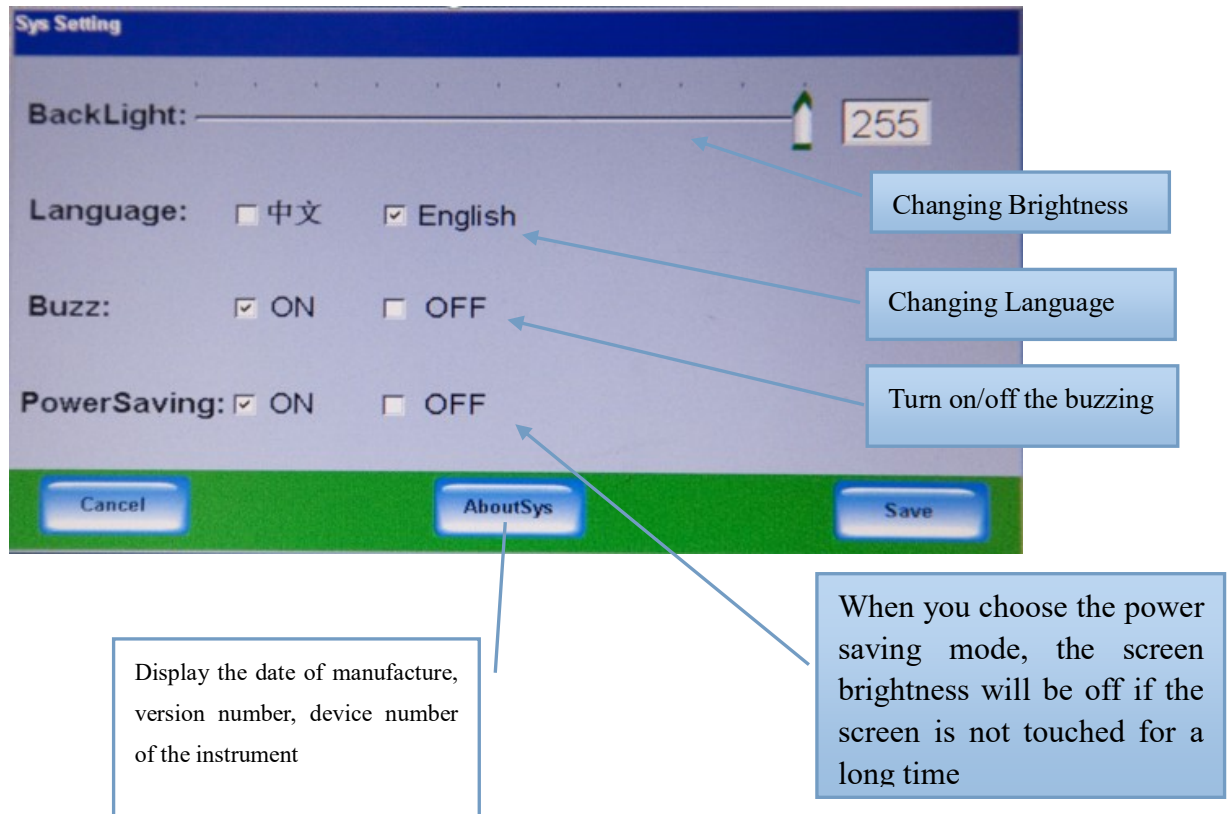 Sys Setting
BackLight: 255
Changing Brightness
Language: 中文 English
Changing Language
Buzz: ON OFF
Turn on/off the buzzing
PowerSaving: ON OFF
Cancel AboutSys Save
When you choose the power
saving mode, the screen
brightness will be off if the
screen is not touched for a
long time
Display the date of manufacture,
version number, device number
of the instrument